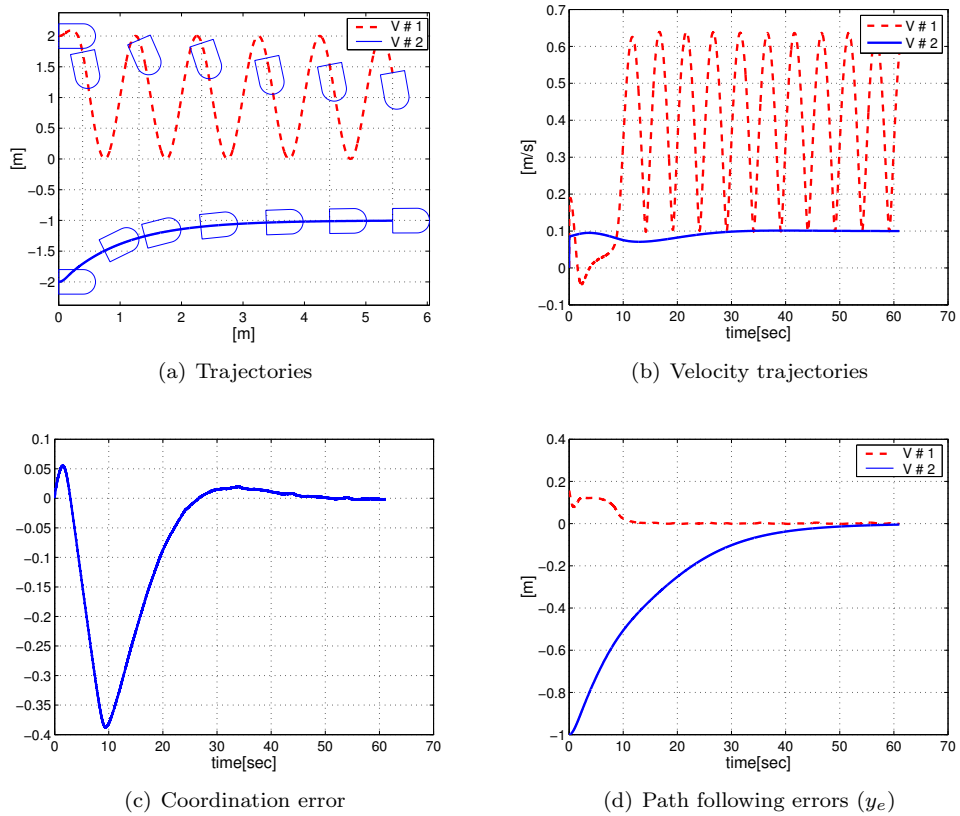 V # 1
V # 2
2
1.5
1
0.5
0
−0.5
−1
−1.5
−2
[m]
0 1 2 3 4 5 6
[m]
(a) Trajectories
V # 1
V # 2
0.7
0.6
0.5
0.4
0.3
0.2
0.1
0
−0.1
[m/s]
0 10 20 30 40 50 60 70
time[sec]
(b) Velocity trajectories
0.1
0.05
0
−0.05
−0.1
−0.15
−0.2
−0.25
−0.3
−0.35
−0.4
0 10 20 30 40 50 60 70
time[sec]
(c) Coordination error
V # 1
V # 2
0.4
0.2
0
−0.2
−0.4
−0.6
−0.8
−1
[m]
0 10 20 30 40 50 60 70
time[sec]
(d) Path following errors (yₑ)